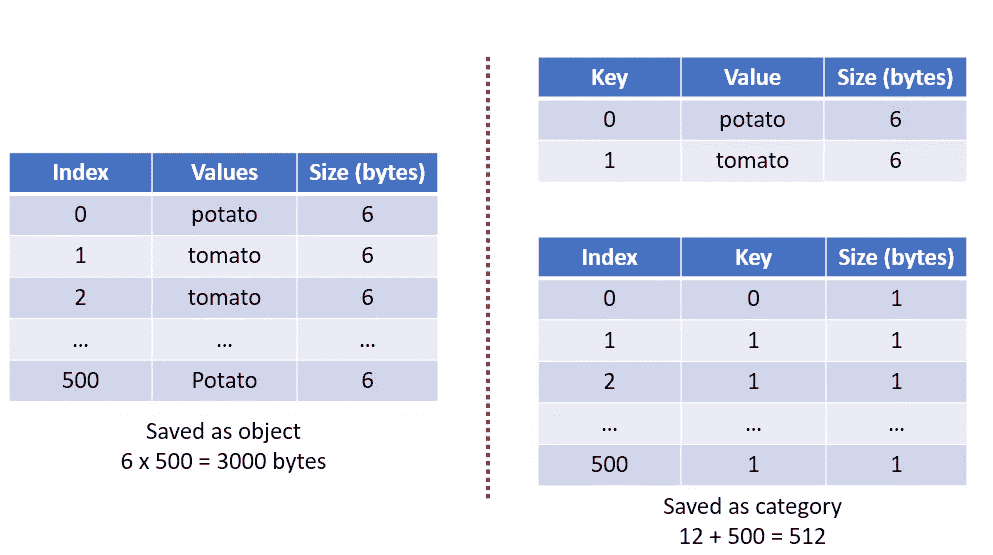 Index Values Size (bytes)
0 potato 6
1 tomato 6
2 tomato 6
... ... ...
500 Potato 6
Saved as object
6 x 500 = 3000 bytes
Key Value Size (bytes)
0 potato 6
1 tomato 6
Index Key Size (bytes)
0 0 1
1 1 1
2 1 1
... ... ...
500 1 1
Saved as category
12 + 500 = 512